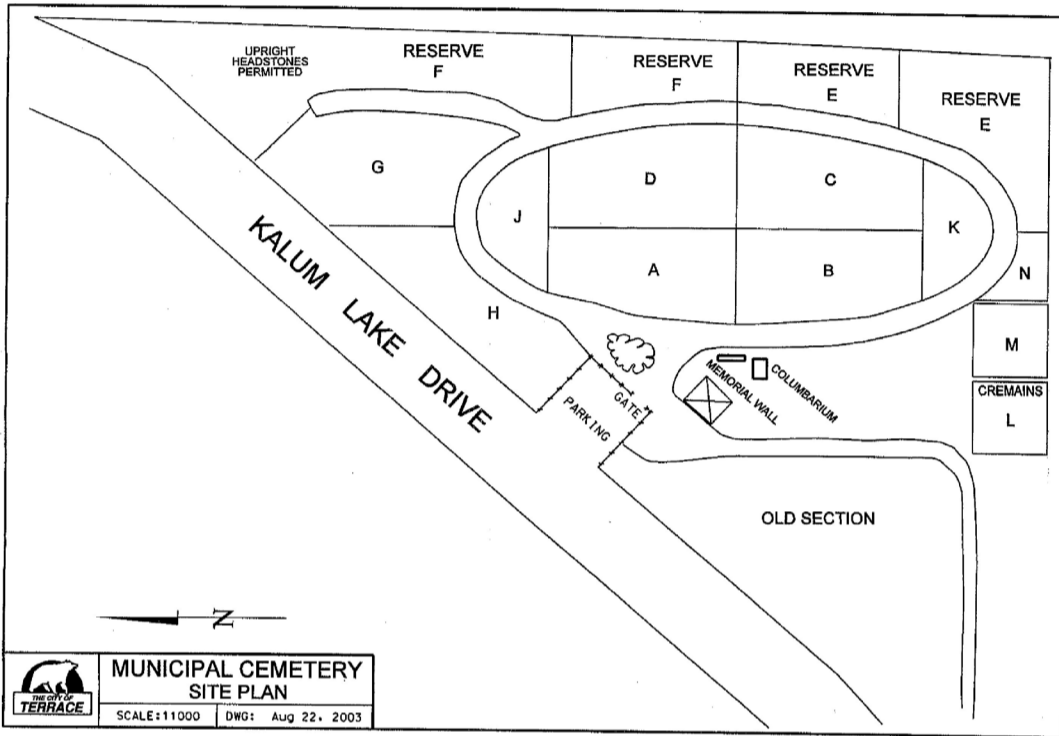 UPRIGHT
HEADSTONES
PERMITTED
RESERVE
F
RESERVE
F
RESERVE
E
RESERVE
E
G
D
C
J
K
A
B
N
H
M
KALUM LAKE DRIVE
GATE
PARKING
MEMORIAL WALL
COLUMBARIUM
CREMAINS
L
OLD SECTION
N
THE CITY OF
TERRACE
MUNICIPAL CEMETERY
SITE PLAN
SCALE:11000 DWG: Aug 22. 2003